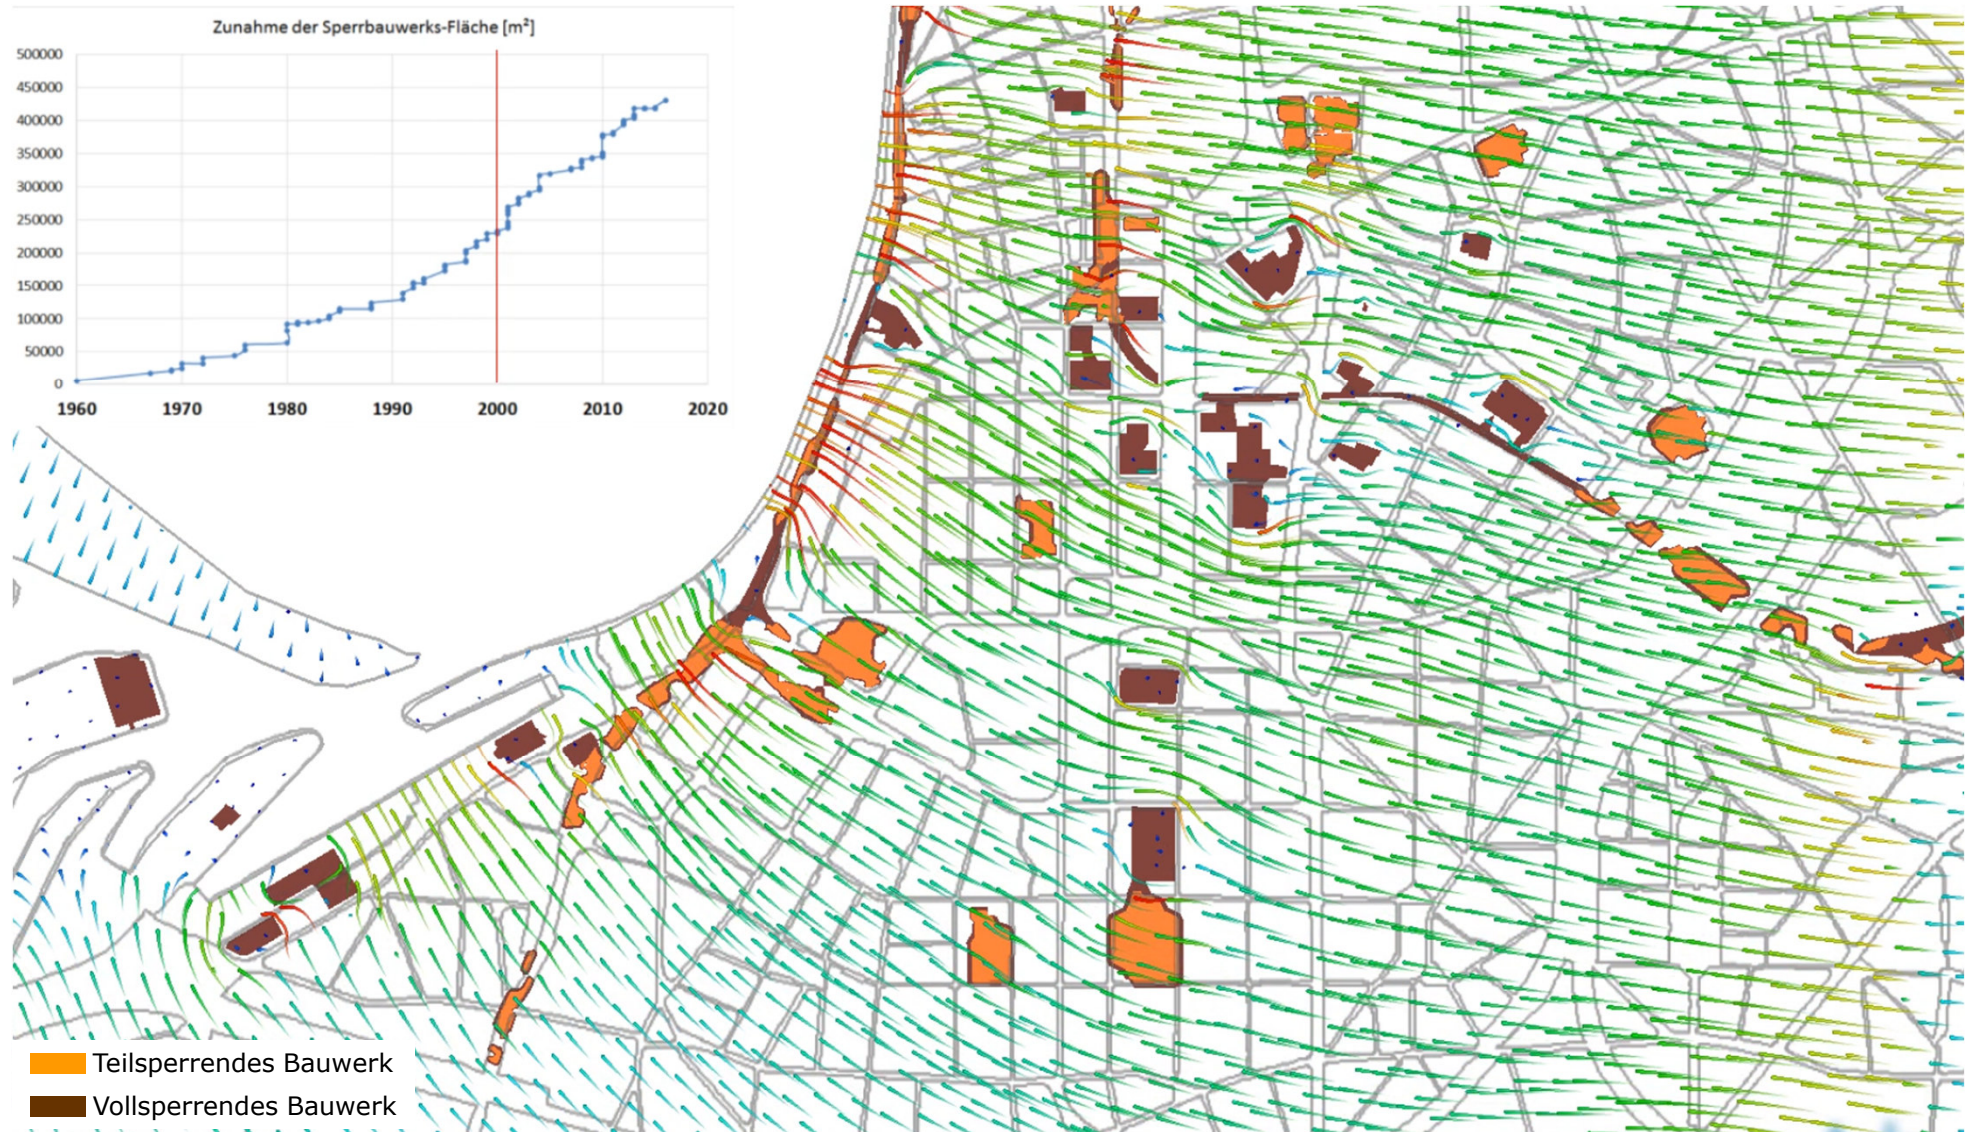 Zunahme der Sperrbauwerks-Fläche [m²]
500000
450000
400000
350000
300000
250000
200000
150000
100000
50000
0
1960 1970 1980 1990 2000 2010 2020
Teilsperrendes Bauwerk
Vollsperrendes Bauwerk